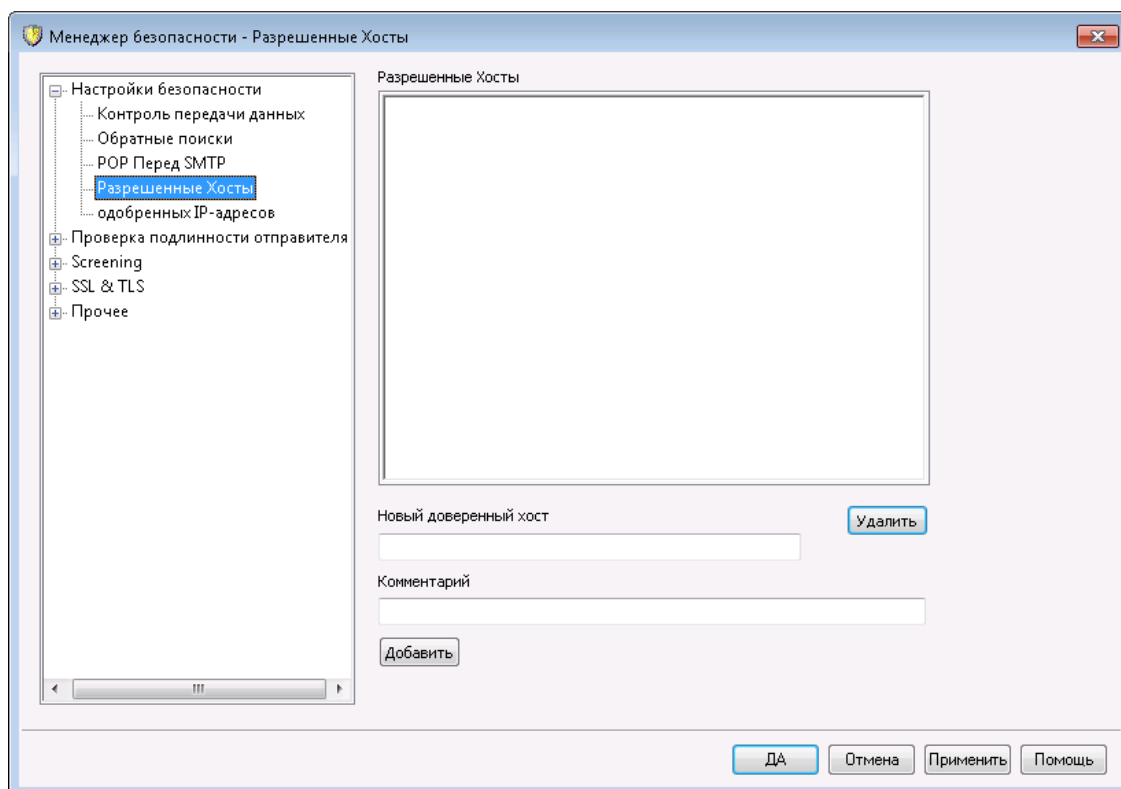 Менеджер безопасности - Разрешенные Хосты
Настройки безопасности
Контроль передачи данных
Обратные поиски
POP Перед SMTP
Разрешенные Хосты
одобренных IP-адресов
Проверка подлинности отправителя
Screening
SSL & TLS
Прочее
Разрешенные Хосты
Новый доверенный хост
Удалить
Комментарий
Добавить
ДА
Отмена
Применить
Помощь